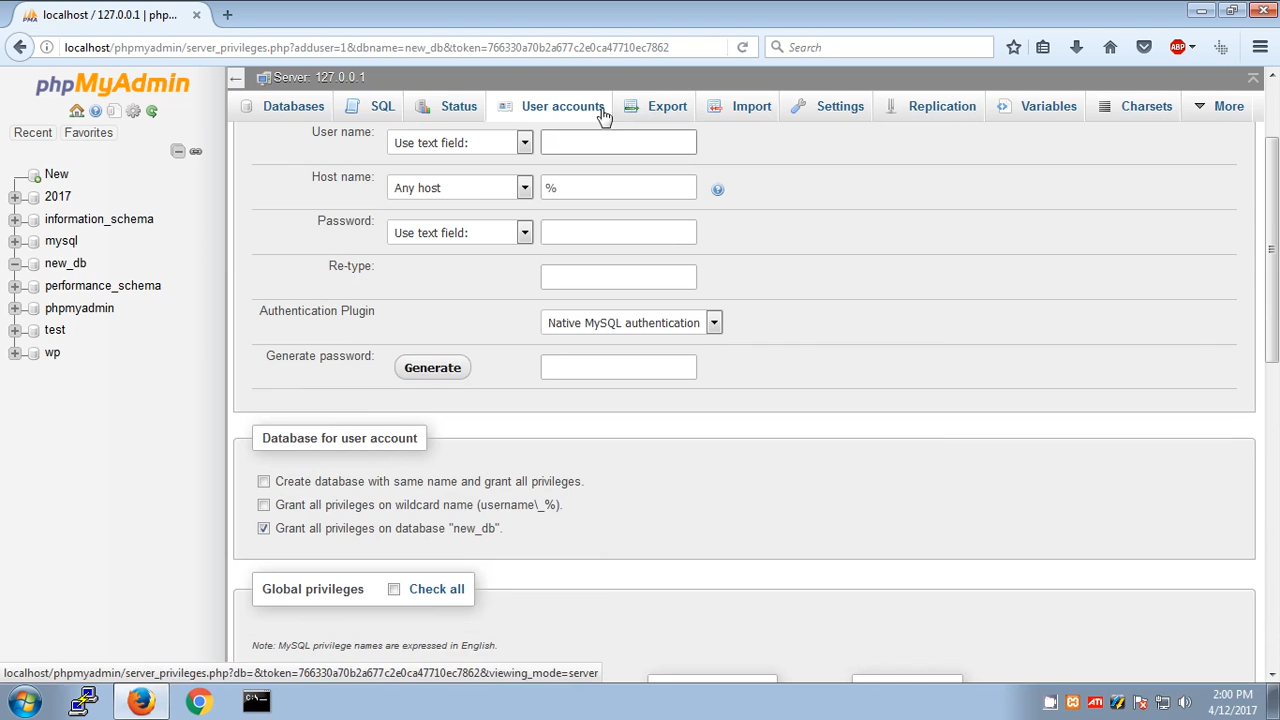 localhost / 127.0.0.1 | php...
localhost/phpmyadmin/server_privileges.php?adduser=1&dbname=new_db&token=766330a70b2a677c2e0ca47710ec7862
Search
ABP
phpMyAdmin
Recent Favorites
New
2017
information_schema
mysql
new_db
performance_schema
phpmyadmin
test
wp
Server: 127.0.0.1
Databases SQL Status User accounts Export Import Settings Replication Variables Charsets More
User name: Use text field:
Host name: Any host %
Password: Use text field:
Re-type:
Authentication Plugin Native MySQL authentication
Generate password: Generate
Database for user account
Create database with same name and grant all privileges.
Grant all privileges on wildcard name (username\_%).
Grant all privileges on database "new_db".
Global privileges Check all
Note: MySQL privilege names are expressed in English.
localhost/phpmyadmin/server_privileges.php?db=&token=766330a70b2a677c2e0ca47710ec7862&viewing_mode=server
ATI
2:00 PM
4/12/2017